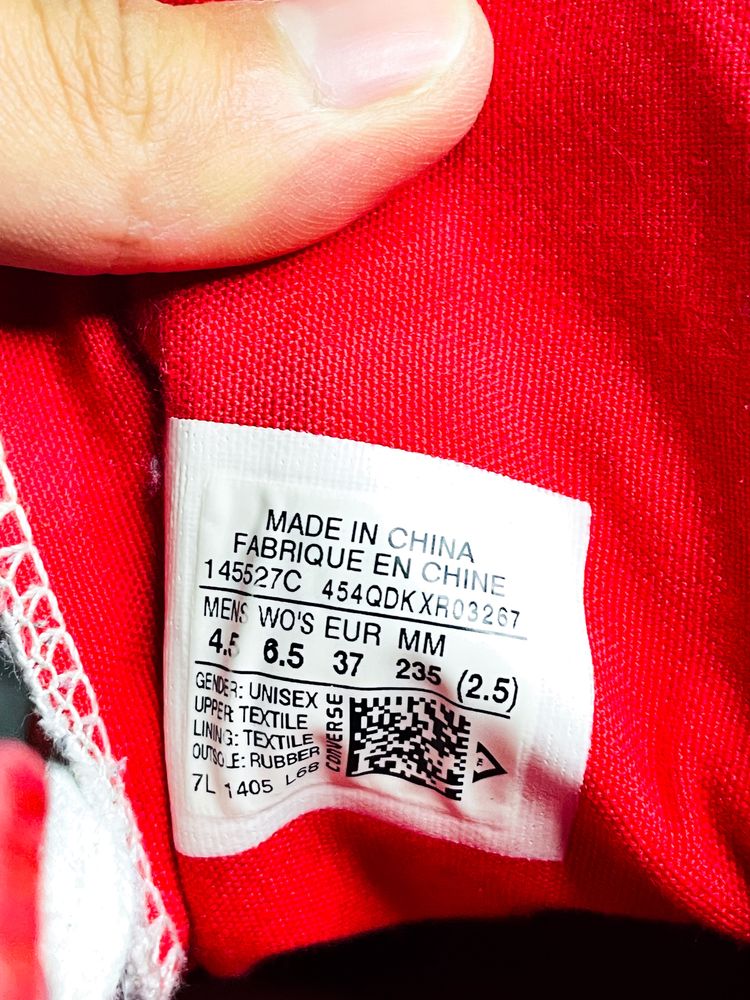 MADE IN CHINA
FABRIQUE EN CHINE
145527C 454QDKXR03267
MENS WO'S EUR MM
4.5 6.5 37 235 (2.5)
GENDER: UNISEX
UPPER: TEXTILE
LINING: TEXTILE
OUTSOLE: RUBBER
7L 1405 L68
CONVERSE
TM